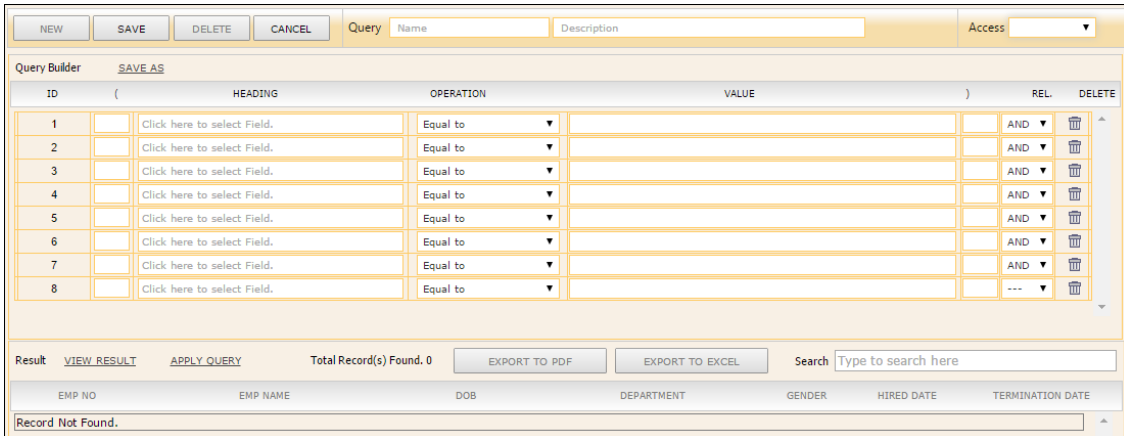 NEW SAVE DELETE CANCEL Query Name Description Access
Query Builder SAVE AS
ID ( HEADING OPERATION VALUE ) REL. DELETE
1 Click here to select Field. Equal to AND
2 Click here to select Field. Equal to AND
3 Click here to select Field. Equal to AND
4 Click here to select Field. Equal to AND
5 Click here to select Field. Equal to AND
6 Click here to select Field. Equal to AND
7 Click here to select Field. Equal to AND
8 Click here to select Field. Equal to ---
Result VIEW RESULT APPLY QUERY Total Record(s) Found. 0 EXPORT TO PDF EXPORT TO EXCEL Search Type to search here
EMP NO EMP NAME DOB DEPARTMENT GENDER HIRED DATE TERMINATION DATE
Record Not Found.